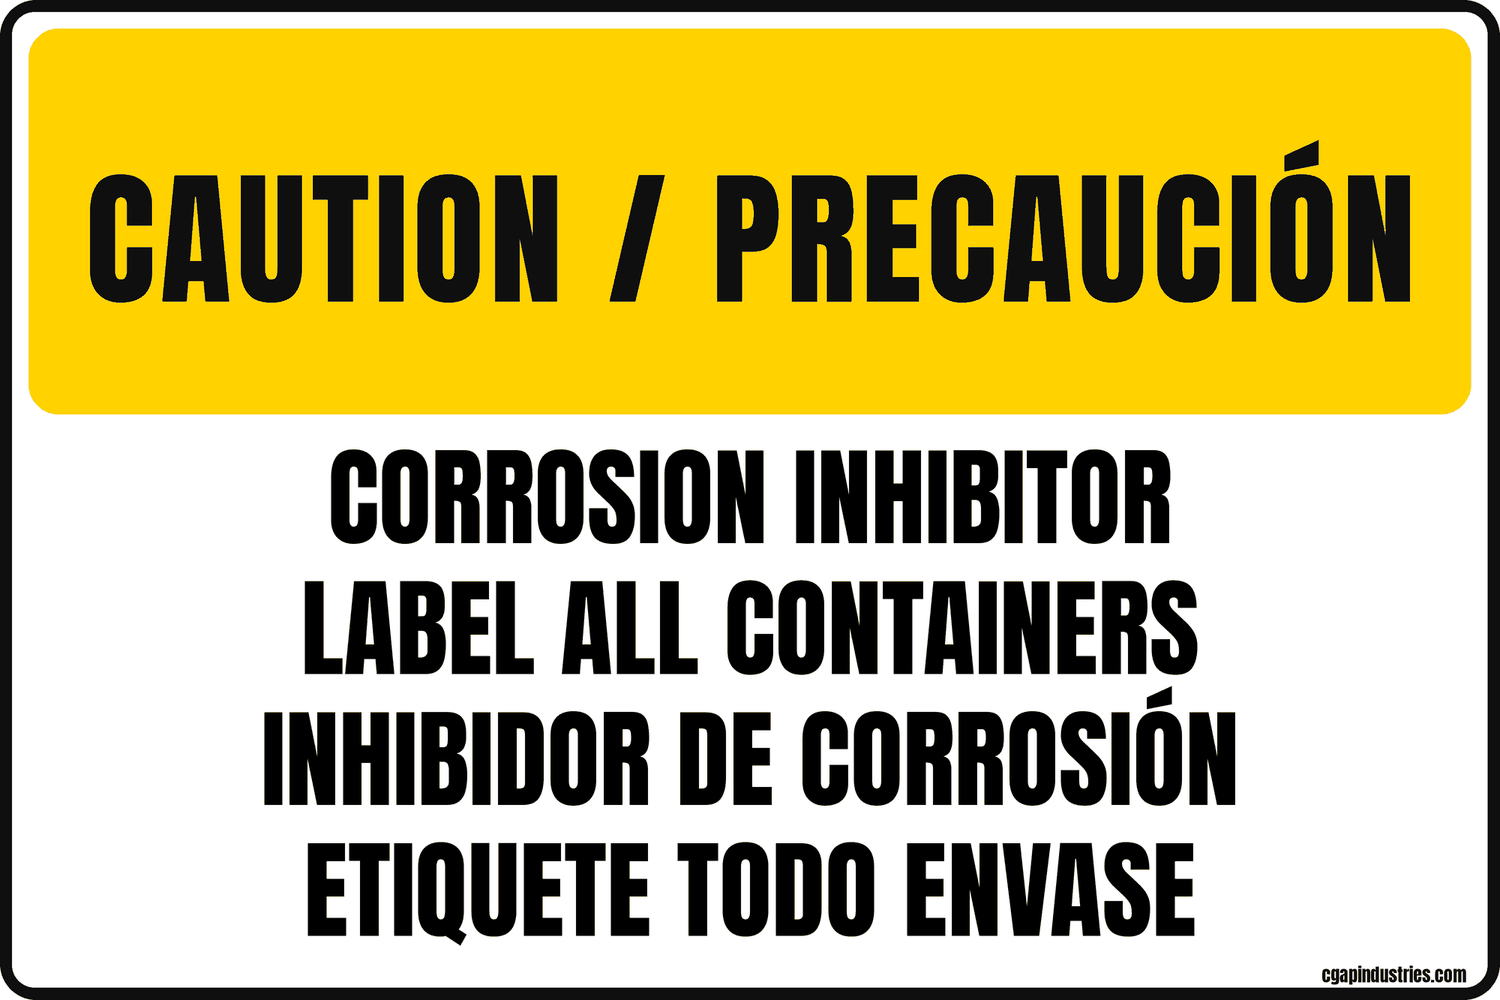 CAUTION / PRECAUCIÓN
CORROSION INHIBITOR
LABEL ALL CONTAINERS
INHIBIDOR DE CORROSIÓN
ETIQUETE TODO ENVASE
cgapindustries.com